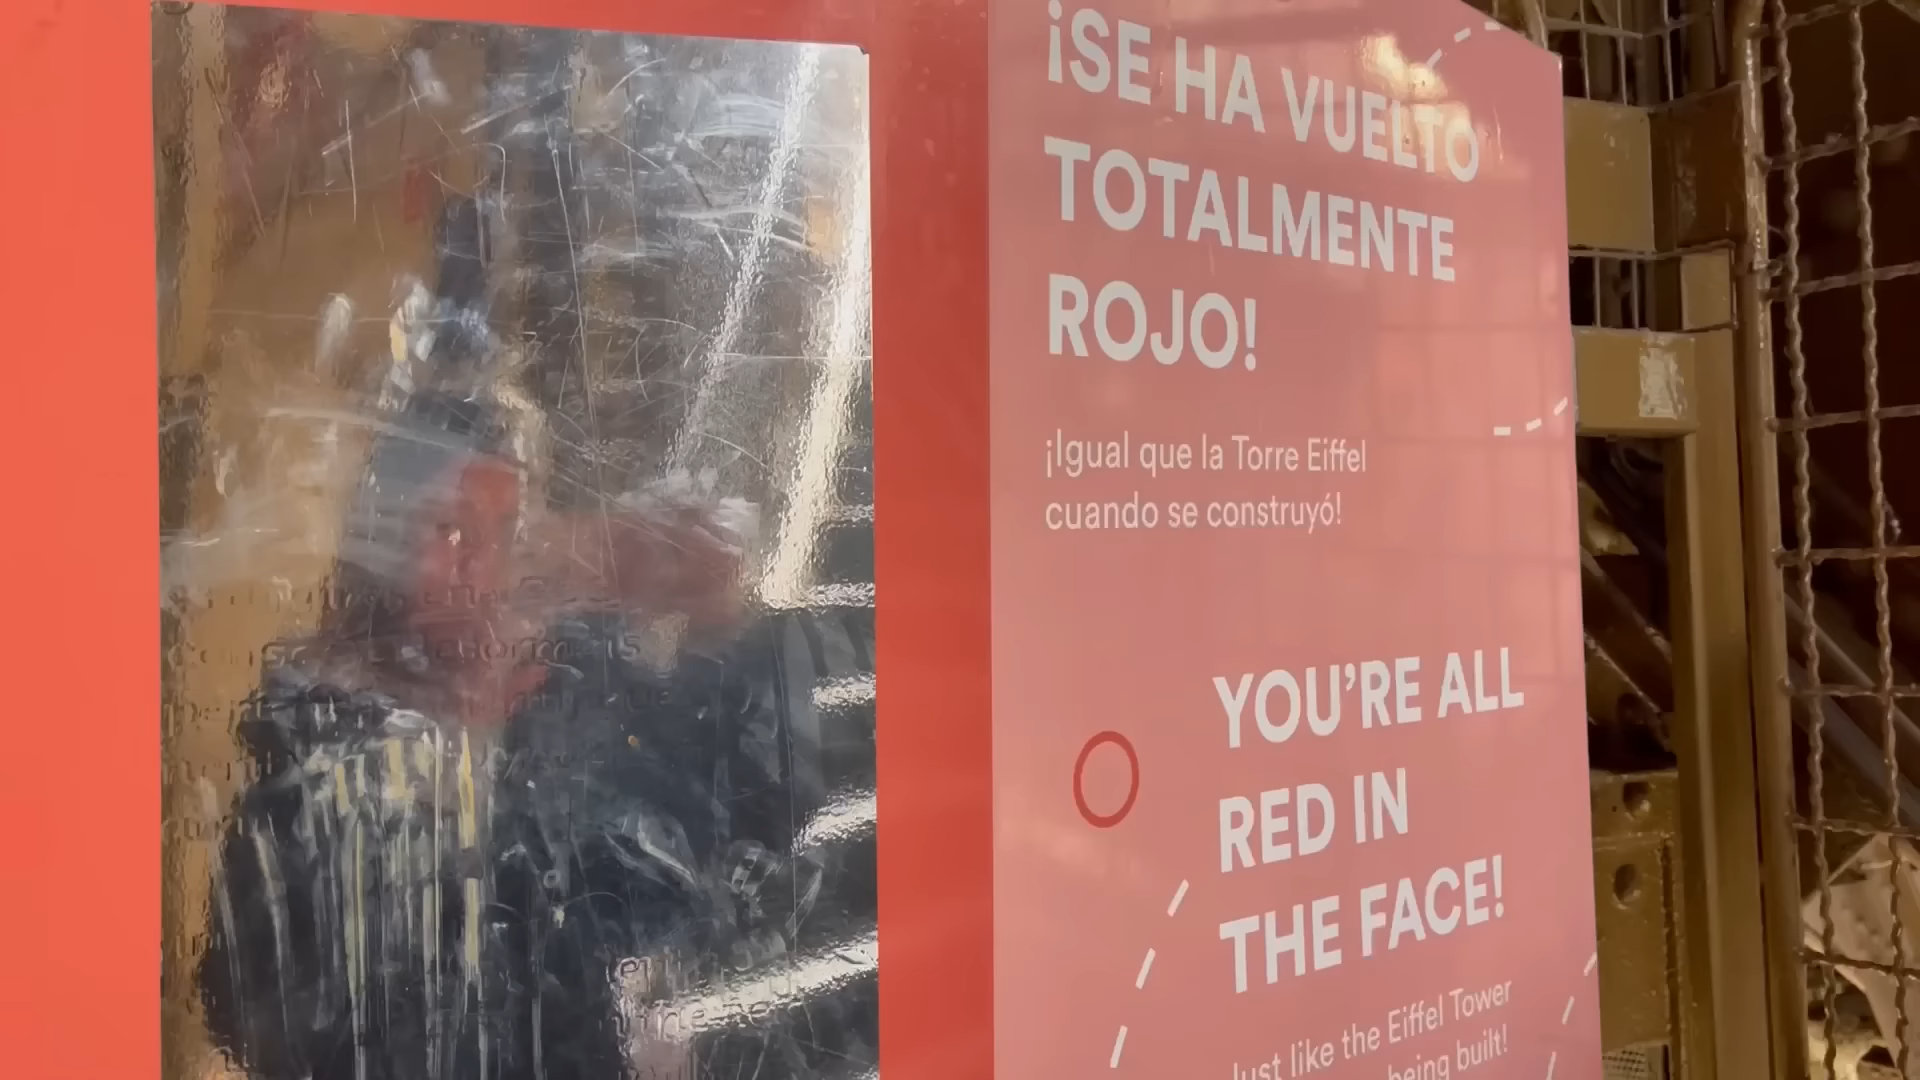 ¡SE HA VUELTO
TOTALMENTE
ROJO!
¡Igual que la Torre Eiffel
cuando se construyó!
YOU'RE ALL
RED IN
THE FACE!
Just like the Eiffel Tower
being built!